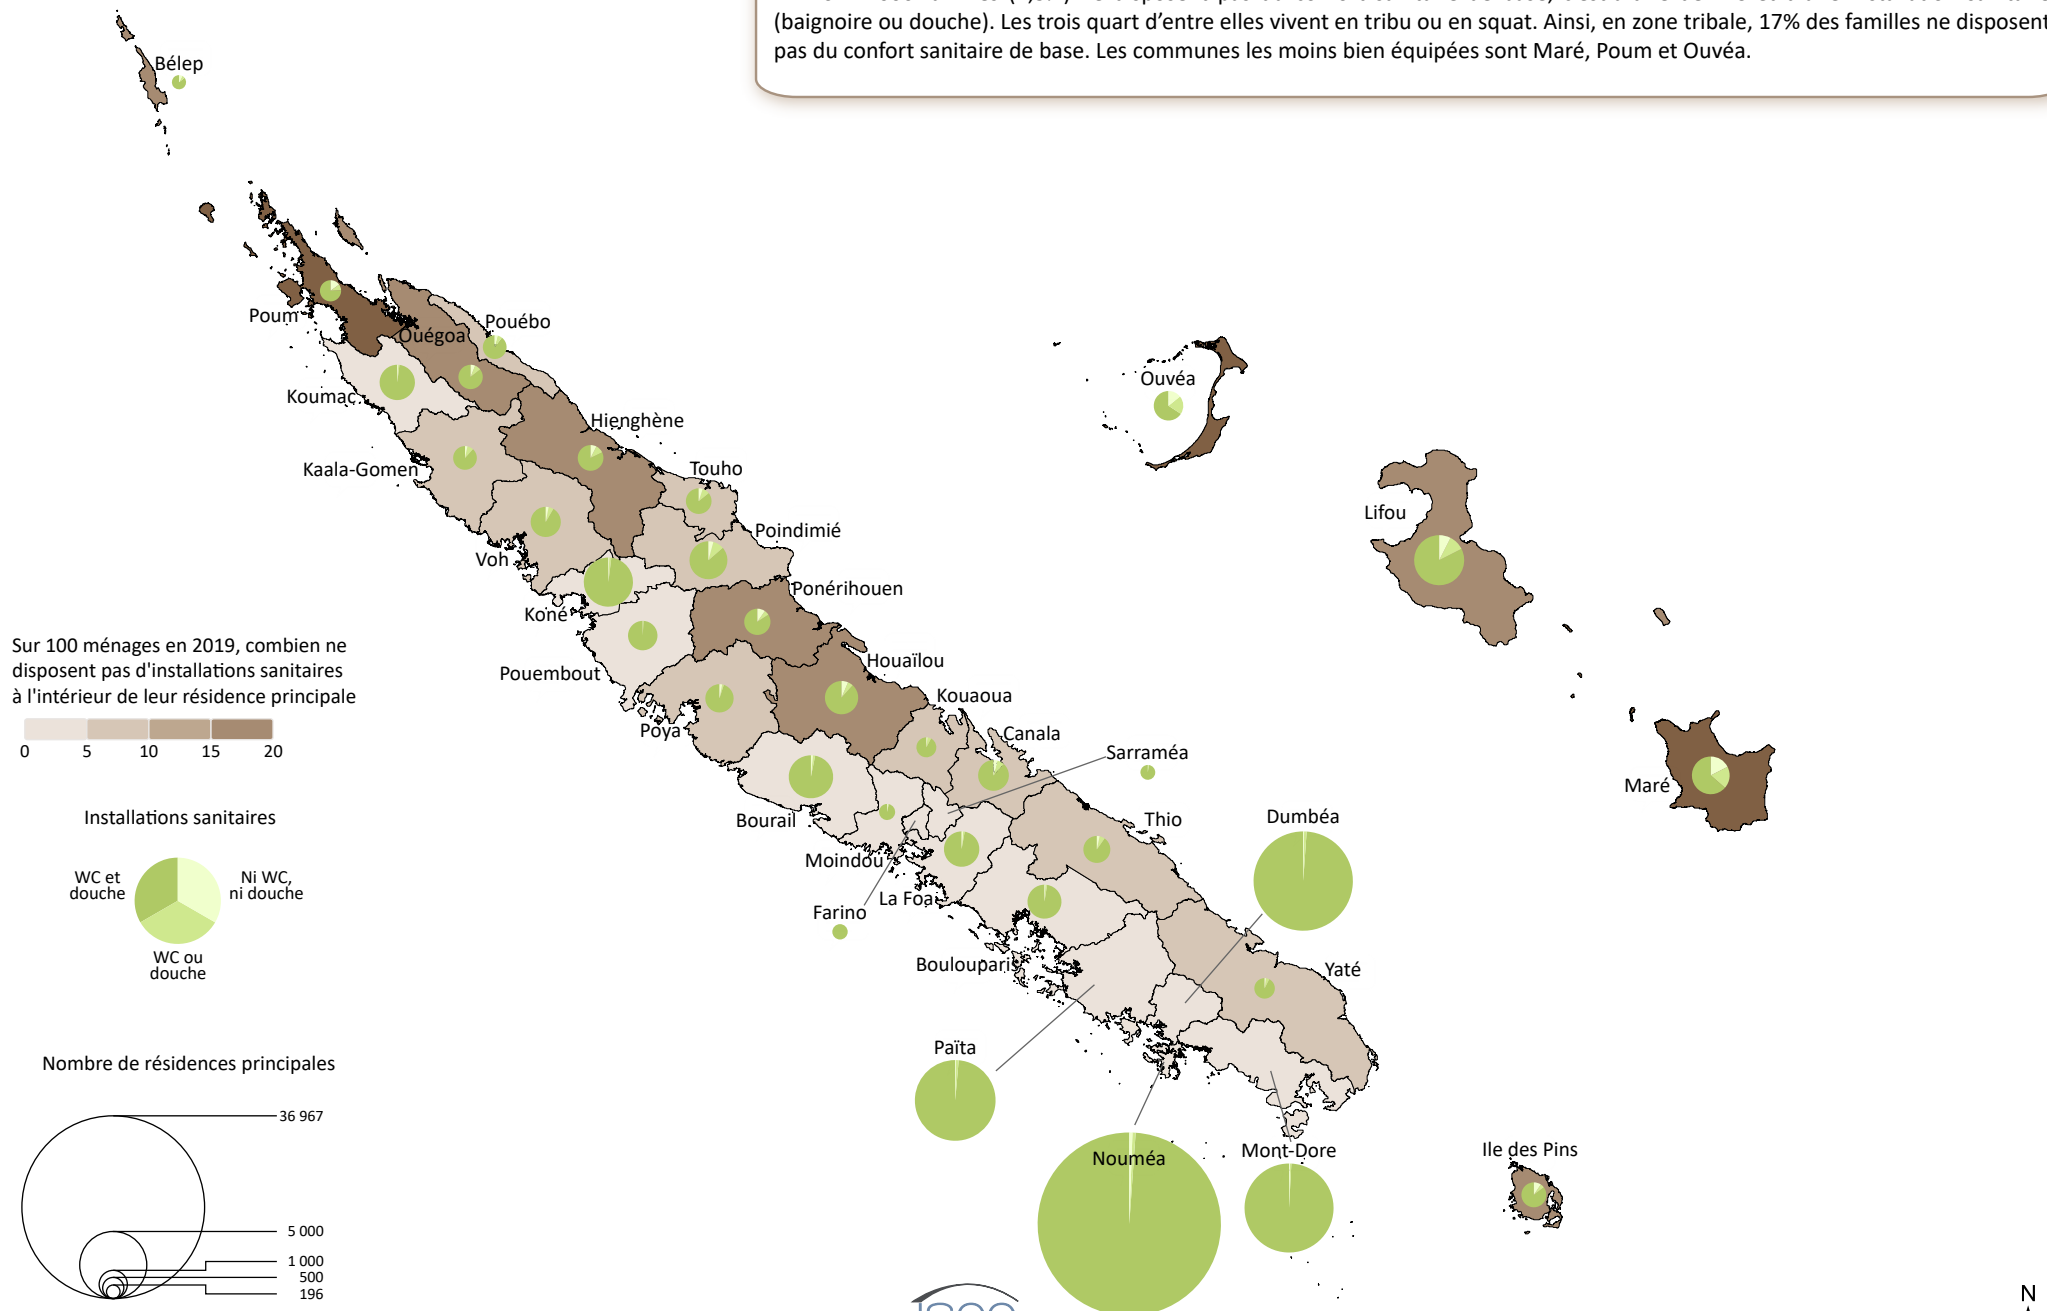 (baignoire ou douche). Les trois quart d’entre elles vivent en tribu ou en squat. Ainsi, en zone tribale, 17% des familles ne disposent
pas du confort sanitaire de base. Les communes les moins bien équipées sont Maré, Poum et Ouvéa.
Bélep
Poum
Ouégoa
Pouébo
Koumac
Hienghène
Kaala-Gomen
Touho
Voh
Poindimié
Koné
Ponérihouen
Pouembout
Houaïlou
Poya
Kouaoua
Canala
Sarraméa
Bourail
Thio
Moindou
La Foa
Farino
Dumbéa
Boulouparis
Yaté
Païta
Nouméa
Mont-Dore
Ile des Pins
Ouvéa
Lifou
Maré
Sur 100 ménages en 2019, combien ne
disposent pas d'installations sanitaires
à l'intérieur de leur résidence principale
0 5 10 15 20
Installations sanitaires
WC et
douche
Ni WC,
ni douche
WC ou
douche
Nombre de résidences principales
36 967
5 000
1 000
500
196
N